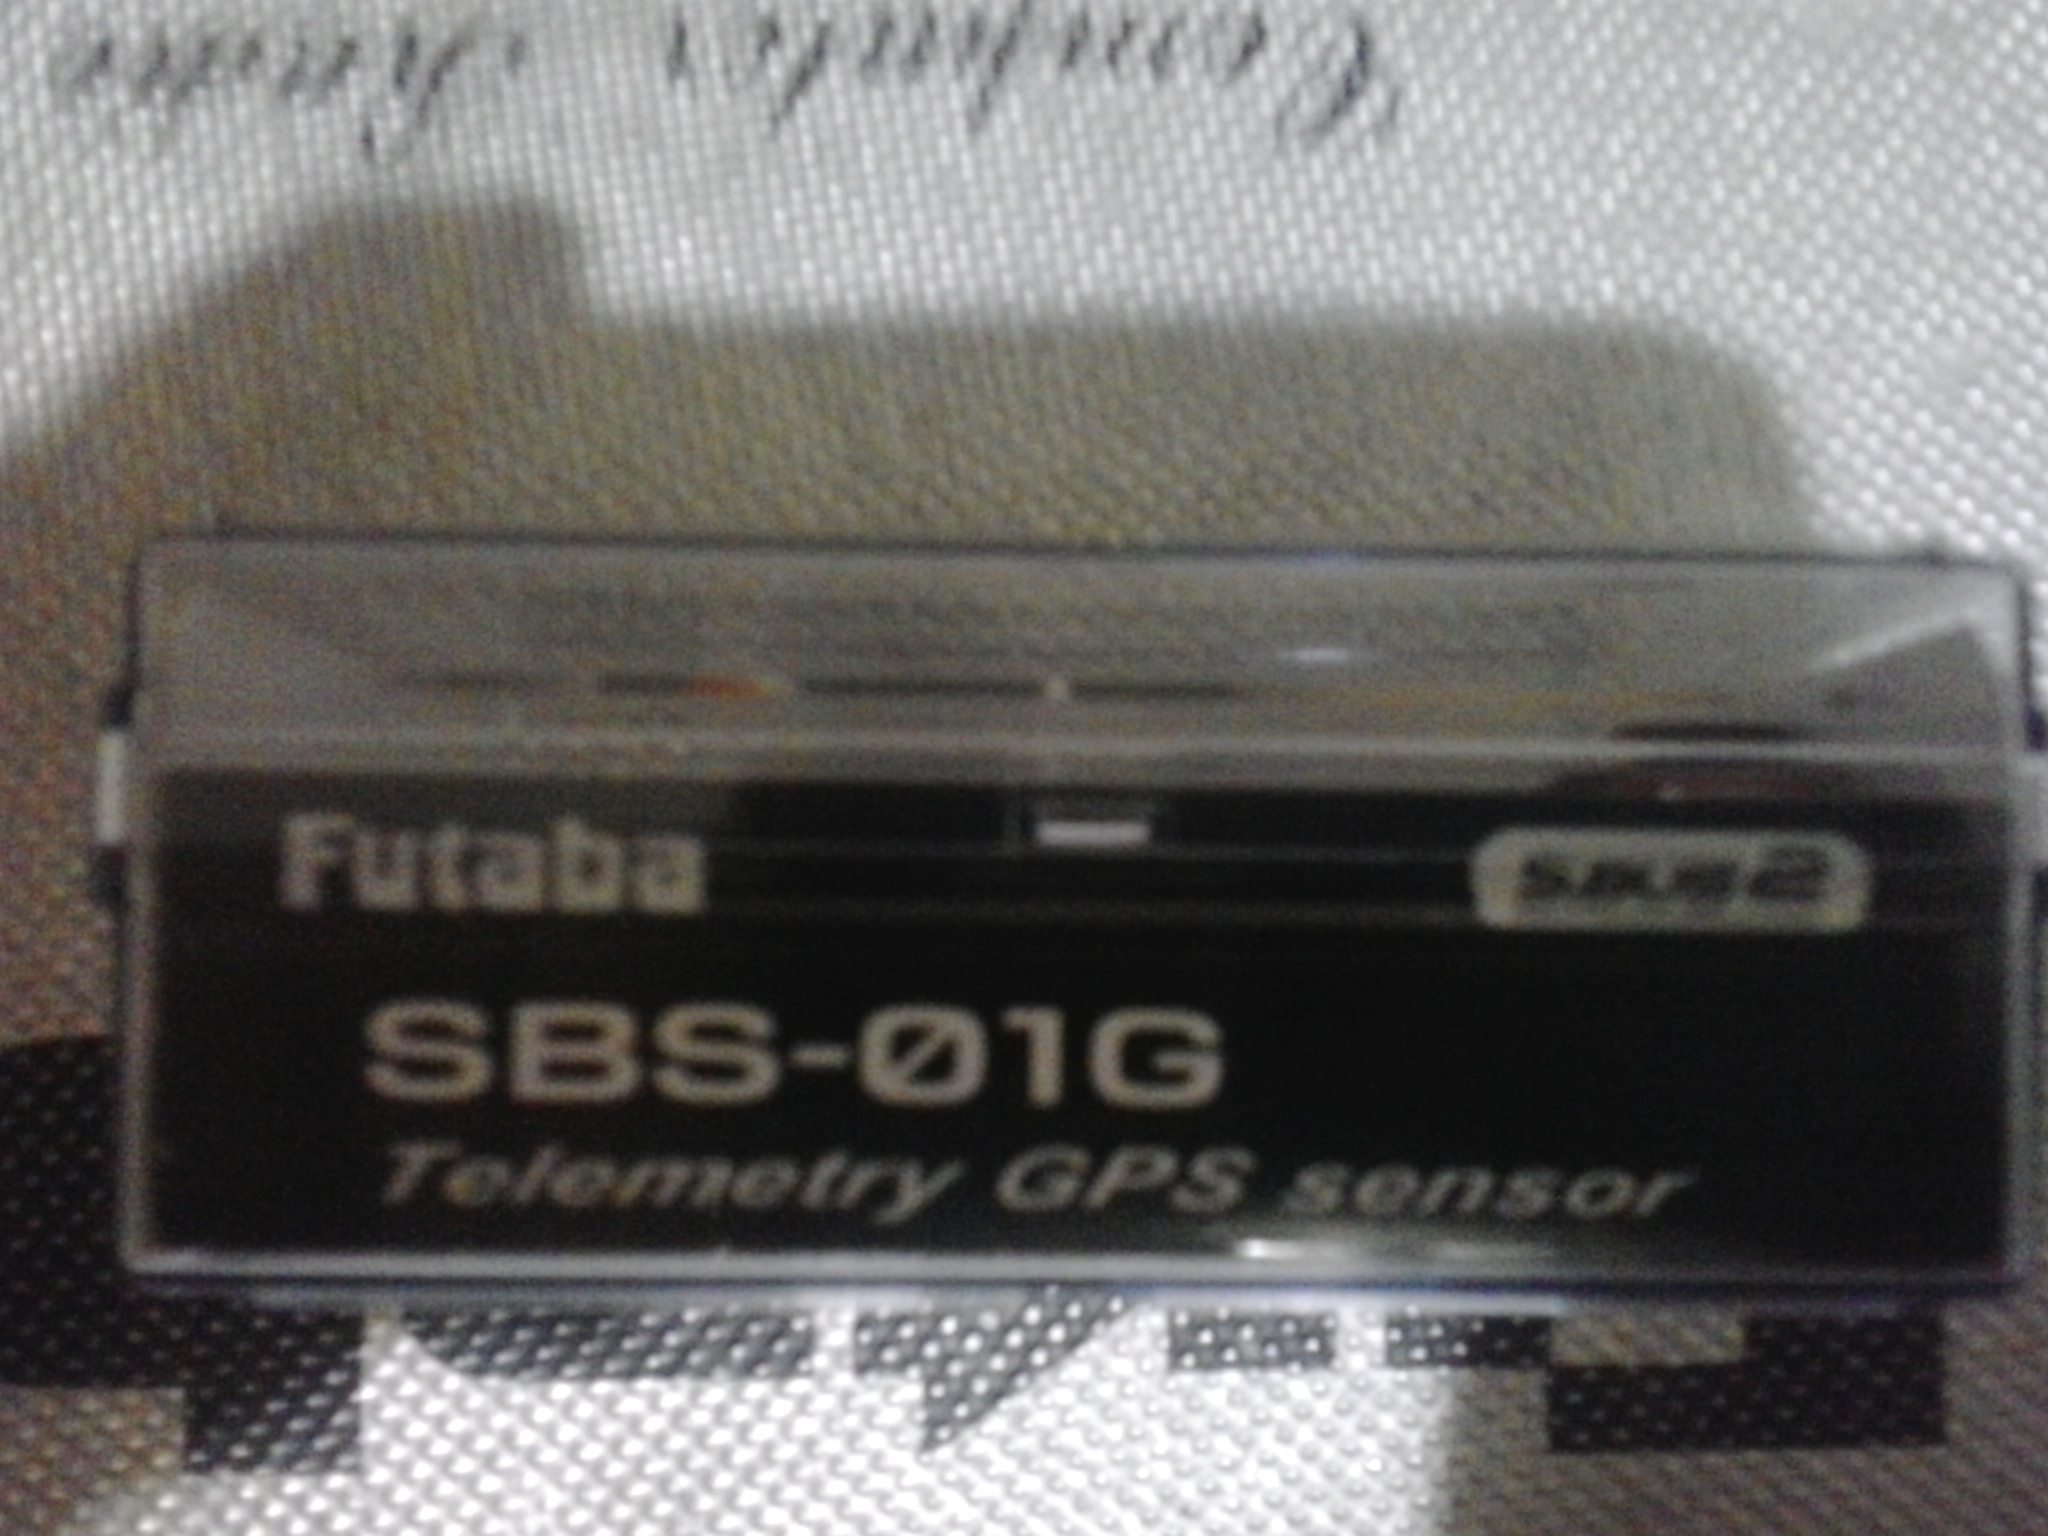 Futaba
S.BUS2
SBS-01G
Telemetry GPS sensor